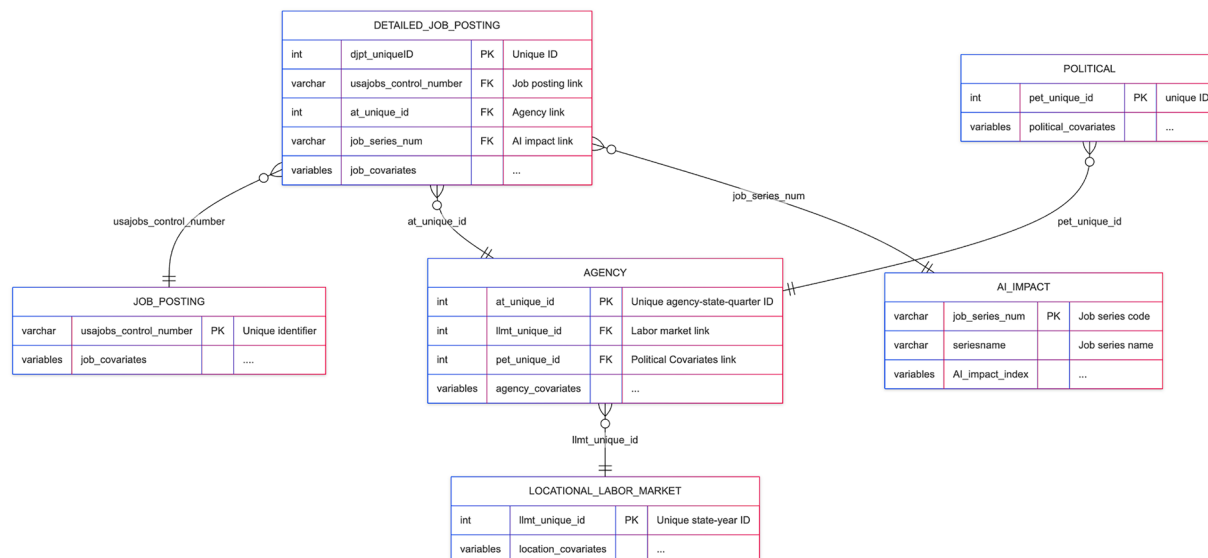 DETAILED_JOB_POSTING
int djpt_uniqueID PK Unique ID
varchar usajobs_control_number FK Job posting link
int at_unique_id FK Agency link
varchar job_series_num FK AI impact link
variables job_covariates ...
POLITICAL
int pet_unique_id PK unique ID
variables political_covariates ...
usajobs_control_number
at_unique_id
job_series_num
pet_unique_id
JOB_POSTING
varchar usajobs_control_number PK Unique identifier
variables job_covariates ....
AGENCY
int at_unique_id PK Unique agency-state-quarter ID
int llmt_unique_id FK Labor market link
int pet_unique_id FK Political Covariates link
variables agency_covariates ...
AI_IMPACT
varchar job_series_num PK Job series code
varchar seriesname Job series name
variables AI_impact_index ...
llmt_unique_id
LOCATIONAL_LABOR_MARKET
int llmt_unique_id PK Unique state-year ID
variables location_covariates ...